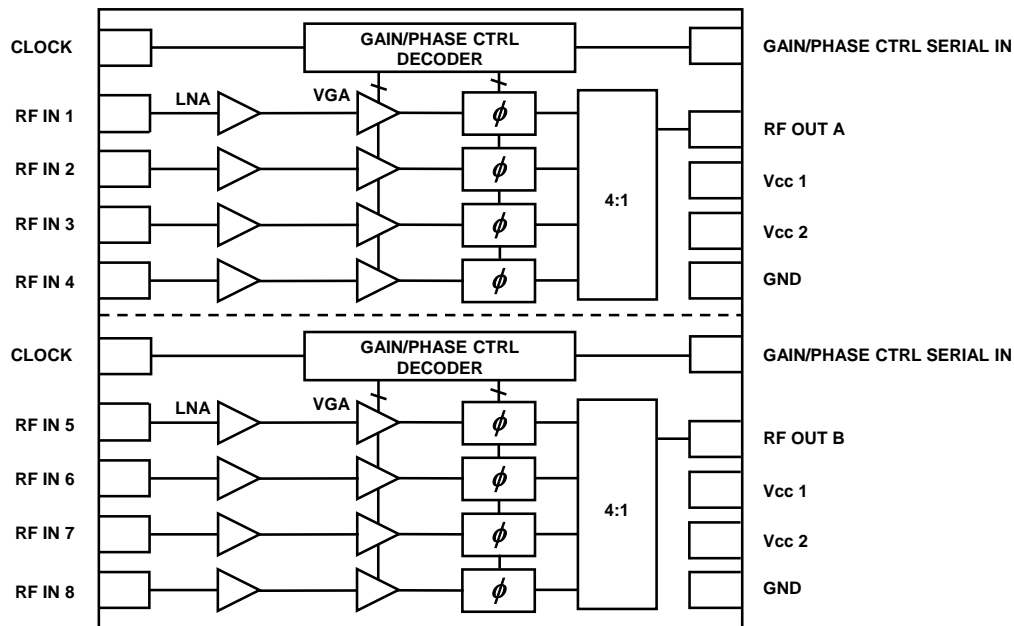 CLOCK
GAIN/PHASE CTRL
DECODER
GAIN/PHASE CTRL SERIAL IN
LNA
VGA
RF IN 1
ϕ
RF OUT A
RF IN 2
ϕ
Vcc 1
4:1
RF IN 3
ϕ
Vcc 2
RF IN 4
ϕ
GND
CLOCK
GAIN/PHASE CTRL
DECODER
GAIN/PHASE CTRL SERIAL IN
LNA
VGA
RF IN 5
ϕ
RF OUT B
RF IN 6
ϕ
Vcc 1
4:1
RF IN 7
ϕ
Vcc 2
RF IN 8
ϕ
GND